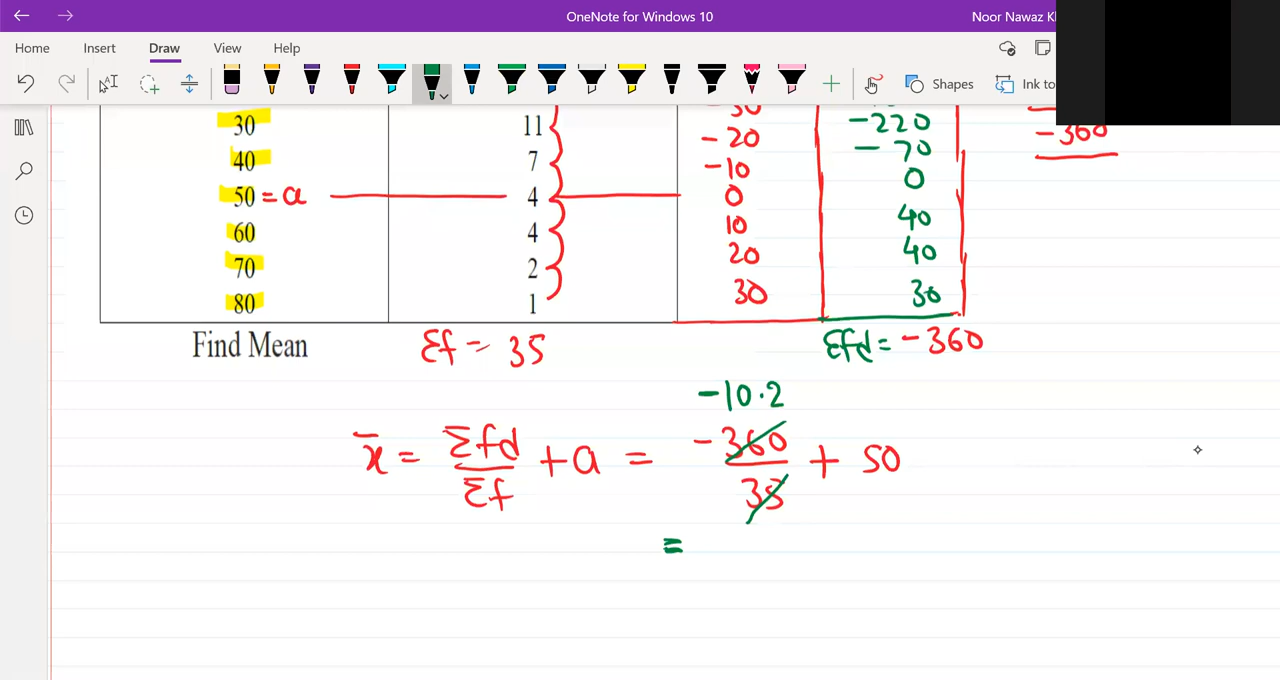 OneNote for Windows 10
Noor Nawaz Kh
Home Insert Draw View Help
Shapes Ink to
30 11 -20 -220 -360
40 7 -10 -70
50 = a 4 0 0
60 4 10 40
70 2 20 40
80 1 30 30
Find Mean Σf = 35 Σfd = -360
-10.2
x̄ = Σfd/Σf + a = -360/35 + 50
=